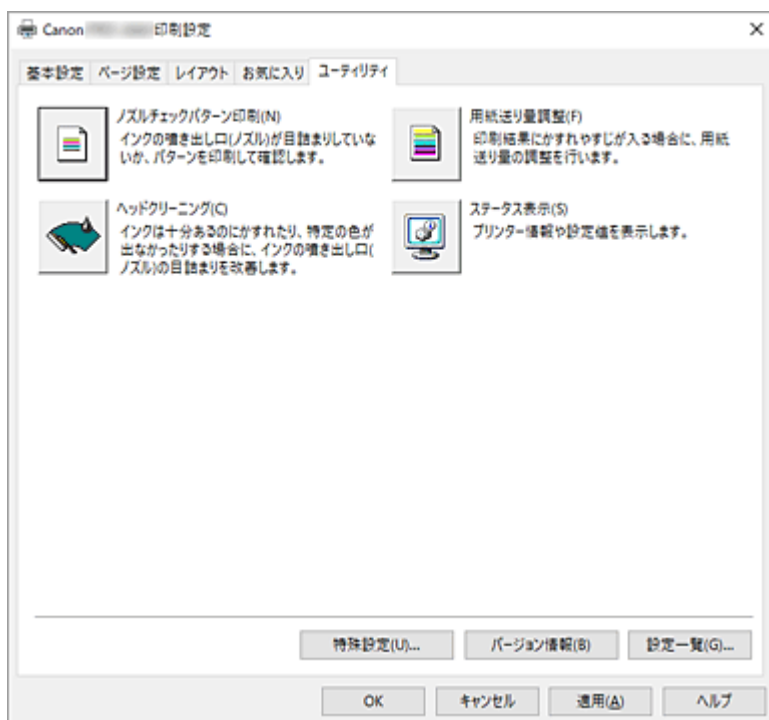 Canon 印刷設定
基本設定 ページ設定 レイアウト お気に入り ユーティリティ
ノズルチェックパターン印刷(N)
インクの噴き出し口(ノズル)が目詰まりしていな
いか、パターンを印刷して確認します。
用紙送り量調整(F)
印刷結果にかすれやすじが入る場合に、用紙
送り量の調整を行います。
ヘッドクリーニング(C)
インクは十分あるのにかすれたり、特定の色が
出なかったりする場合に、インクの噴き出し口(
ノズル)の目詰まりを改善します。
ステータス表示(S)
プリンター情報や設定値を表示します。
特殊設定(U)... バージョン情報(B) 設定一覧(G)...
OK キャンセル 適用(A) ヘルプ